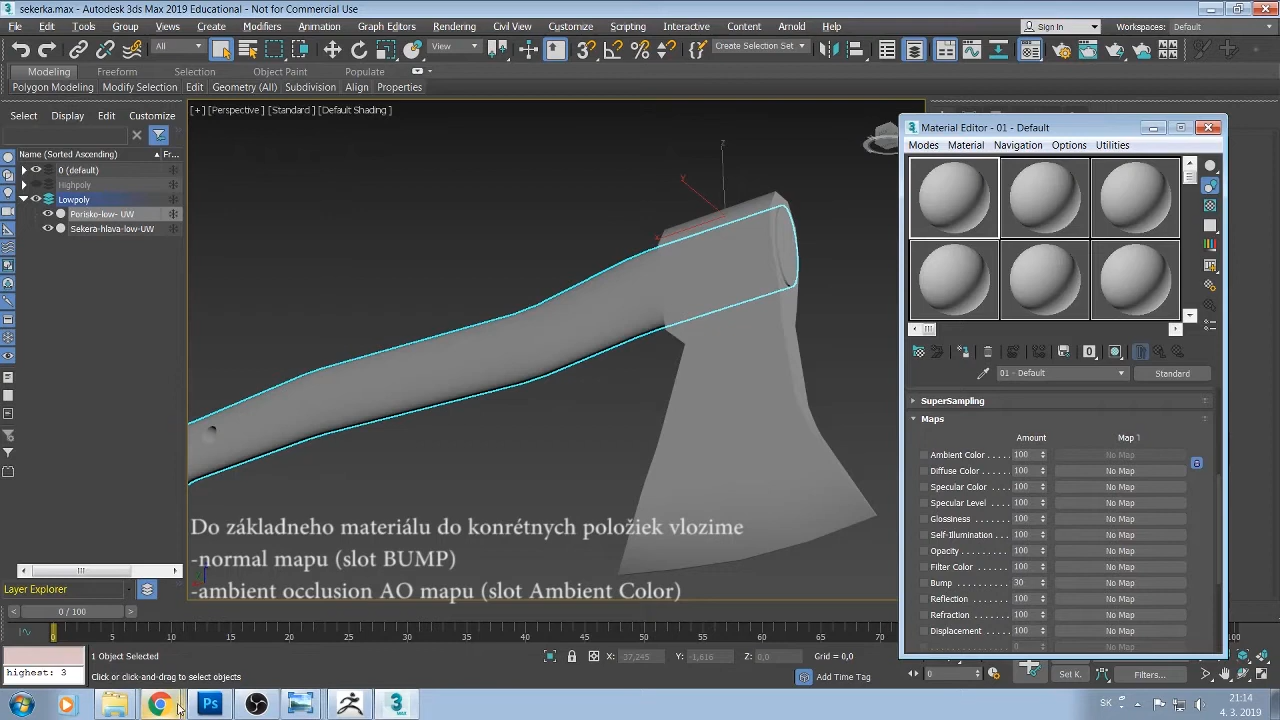 sekerka.max - Autodesk 3ds Max 2019 Educational - Not for Commercial Use
File Edit Tools Group Views Create Modifiers Animation Graph Editors Rendering Civil View Customize Scripting Interactive Content Arnold Help Sign In Workspaces: Default
All View Create Selection Set
Modeling Freeform Selection Object Paint Populate
Polygon Modeling Modify Selection Edit Geometry (All) Subdivision Align Properties
Select Display Edit Customize
[+] [Perspective] [Standard] [Default Shading]
Name (Sorted Ascending) Fr...
0 (default)
Highpoly
Lowpoly
Porisko-low- UW
Sekera-hlava-low-UW
Material Editor - 01 - Default
Modes Material Navigation Options Utilities
01 - Default Standard
SuperSampling
Maps
Amount Map
Ambient Color . . . . . 100 No Map
Diffuse Color . . . . . 100 No Map
Specular Color . . . . 100 No Map
Specular Level . . . . 100 No Map
Glossiness . . . . . . . 100 No Map
Self-Illumination . . . . 100 No Map
Opacity . . . . . . . . . 100 No Map
Filter Color . . . . . . . 100 No Map
Bump . . . . . . . . . . 30 No Map
Reflection . . . . . . . 100 No Map
Refraction . . . . . . . 100 No Map
Displacement . . . . . 100 No Map
Do základneho materiálu do konrétnych položiek vlozime
-normal mapu (slot BUMP)
-ambient occlusion AO mapu (slot Ambient Color)
Layer Explorer
0 / 100
0 5 10 15 20 25 30 35 40 45 50 55 60 65 70 100
1 Object Selected X: 37,245 Y: -1,616 Z: 0,0 Grid = 0,0
highest: 3 Click or click-and-drag to select objects Add Time Tag 0 Set K. Filters...
SK 21:14
4. 3. 2019